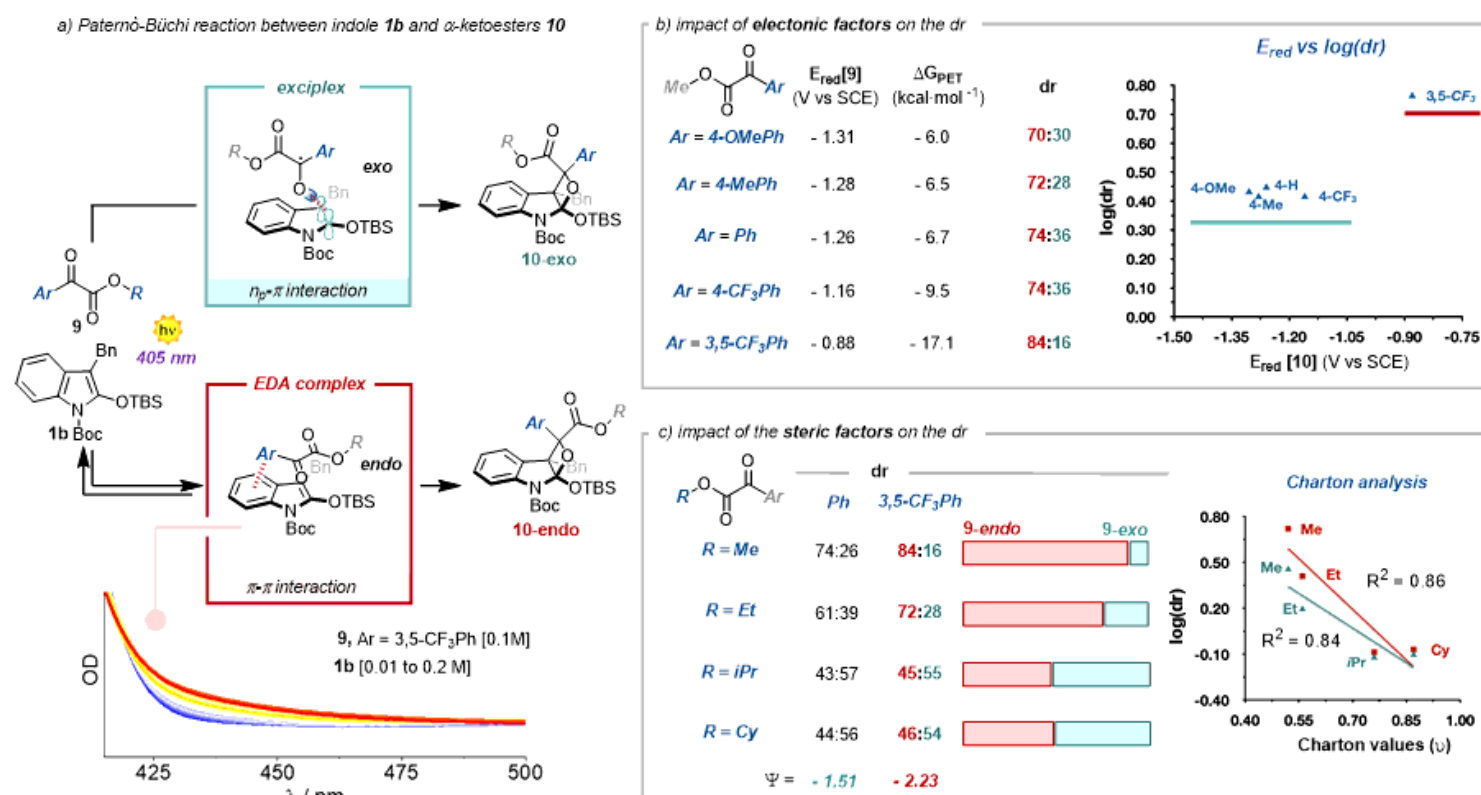 a) Paternò-Büchi reaction between indole 1b and α-ketoesters 10
exciplex
R
O
O
Ar
exo
O
Bn
N
OTBS
Boc
np-π interaction
R
O
O
Ar
O
Bn
N
OTBS
Boc
10-exo
O
Ar
O
R
O
9
hν
405 nm
Bn
OTBS
N
1b Boc
EDA complex
Ar
O
R
O
O
Bn
endo
N
OTBS
Boc
π-π interaction
Ar
O
R
O
O
Bn
N
OTBS
Boc
10-endo
9, Ar = 3,5-CF3Ph [0.1M]
1b [0.01 to 0.2 M]
OD
425 450 475 500
λ / nm
b) impact of electonic factors on the dr
Me
O
O
O
Ar
Ered[9]
(V vs SCE)
ΔGPET
(kcal·mol -1)
dr
Ar = 4-OMePh - 1.31 - 6.0 70:30
Ar = 4-MePh - 1.28 - 6.5 72:28
Ar = Ph - 1.26 - 6.7 74:36
Ar = 4-CF3Ph - 1.16 - 9.5 74:36
Ar = 3,5-CF3Ph - 0.88 - 17.1 84:16
Ered vs log(dr)
log(dr)
0.80
0.70
0.60
0.50
0.40
0.30
0.20
0.10
0.00
3,5-CF3
4-OMe
4-H
4-Me
4-CF3
-1.50 -1.35 -1.20 -1.05 -0.90 -0.75
Ered [10] (V vs SCE)
c) impact of the steric factors on the dr
R
O
O
O
Ar
dr
Ph 3,5-CF3Ph
9-endo 9-exo
R = Me 74:26 84:16
R = Et 61:39 72:28
R = iPr 43:57 45:55
R = Cy 44:56 46:54
Ψ = - 1.51 - 2.23
Charton analysis
log(dr)
0.80
0.50
0.20
-0.10
-0.40
Me
Me
Et
Et
R2 = 0.86
R2 = 0.84
iPr
Cy
0.40 0.55 0.70 0.85 1.00
Charton values (υ)